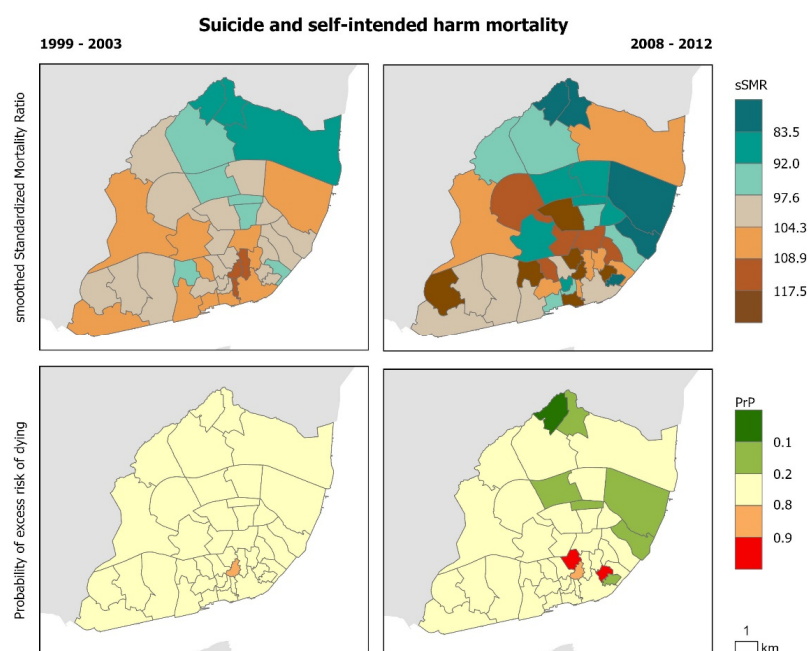 Suicide and self-intended harm mortality
1999 - 2003
2008 - 2012
smoothed Standardized Mortality Ratio
sSMR
83.5
92.0
97.6
104.3
108.9
117.5
Probability of excess risk of dying
PrP
0.1
0.2
0.8
0.9
1
km